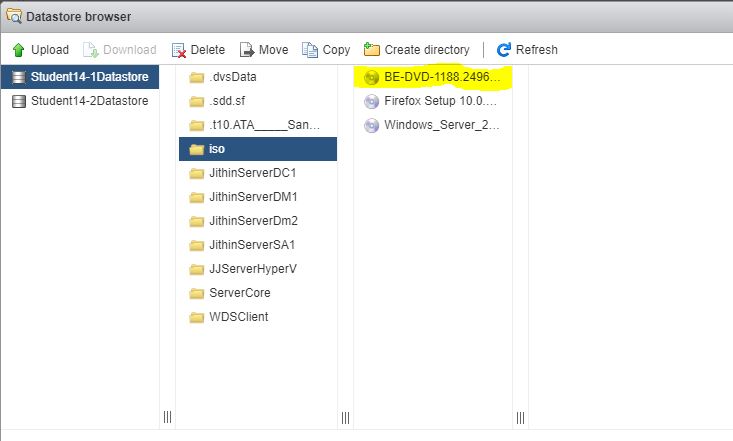 Datastore browser
Upload Download Delete Move Copy Create directory Refresh
Student14-1Datastore
Student14-2Datastore
.dvsData
.sdd.sf
.t10.ATA_____San...
iso
JithinServerDC1
JithinServerDM1
JithinServerDm2
JithinServerSA1
JJServerHyperV
ServerCore
WDSClient
BE-DVD-1188.2496...
Firefox Setup 10.0....
Windows_Server_2...